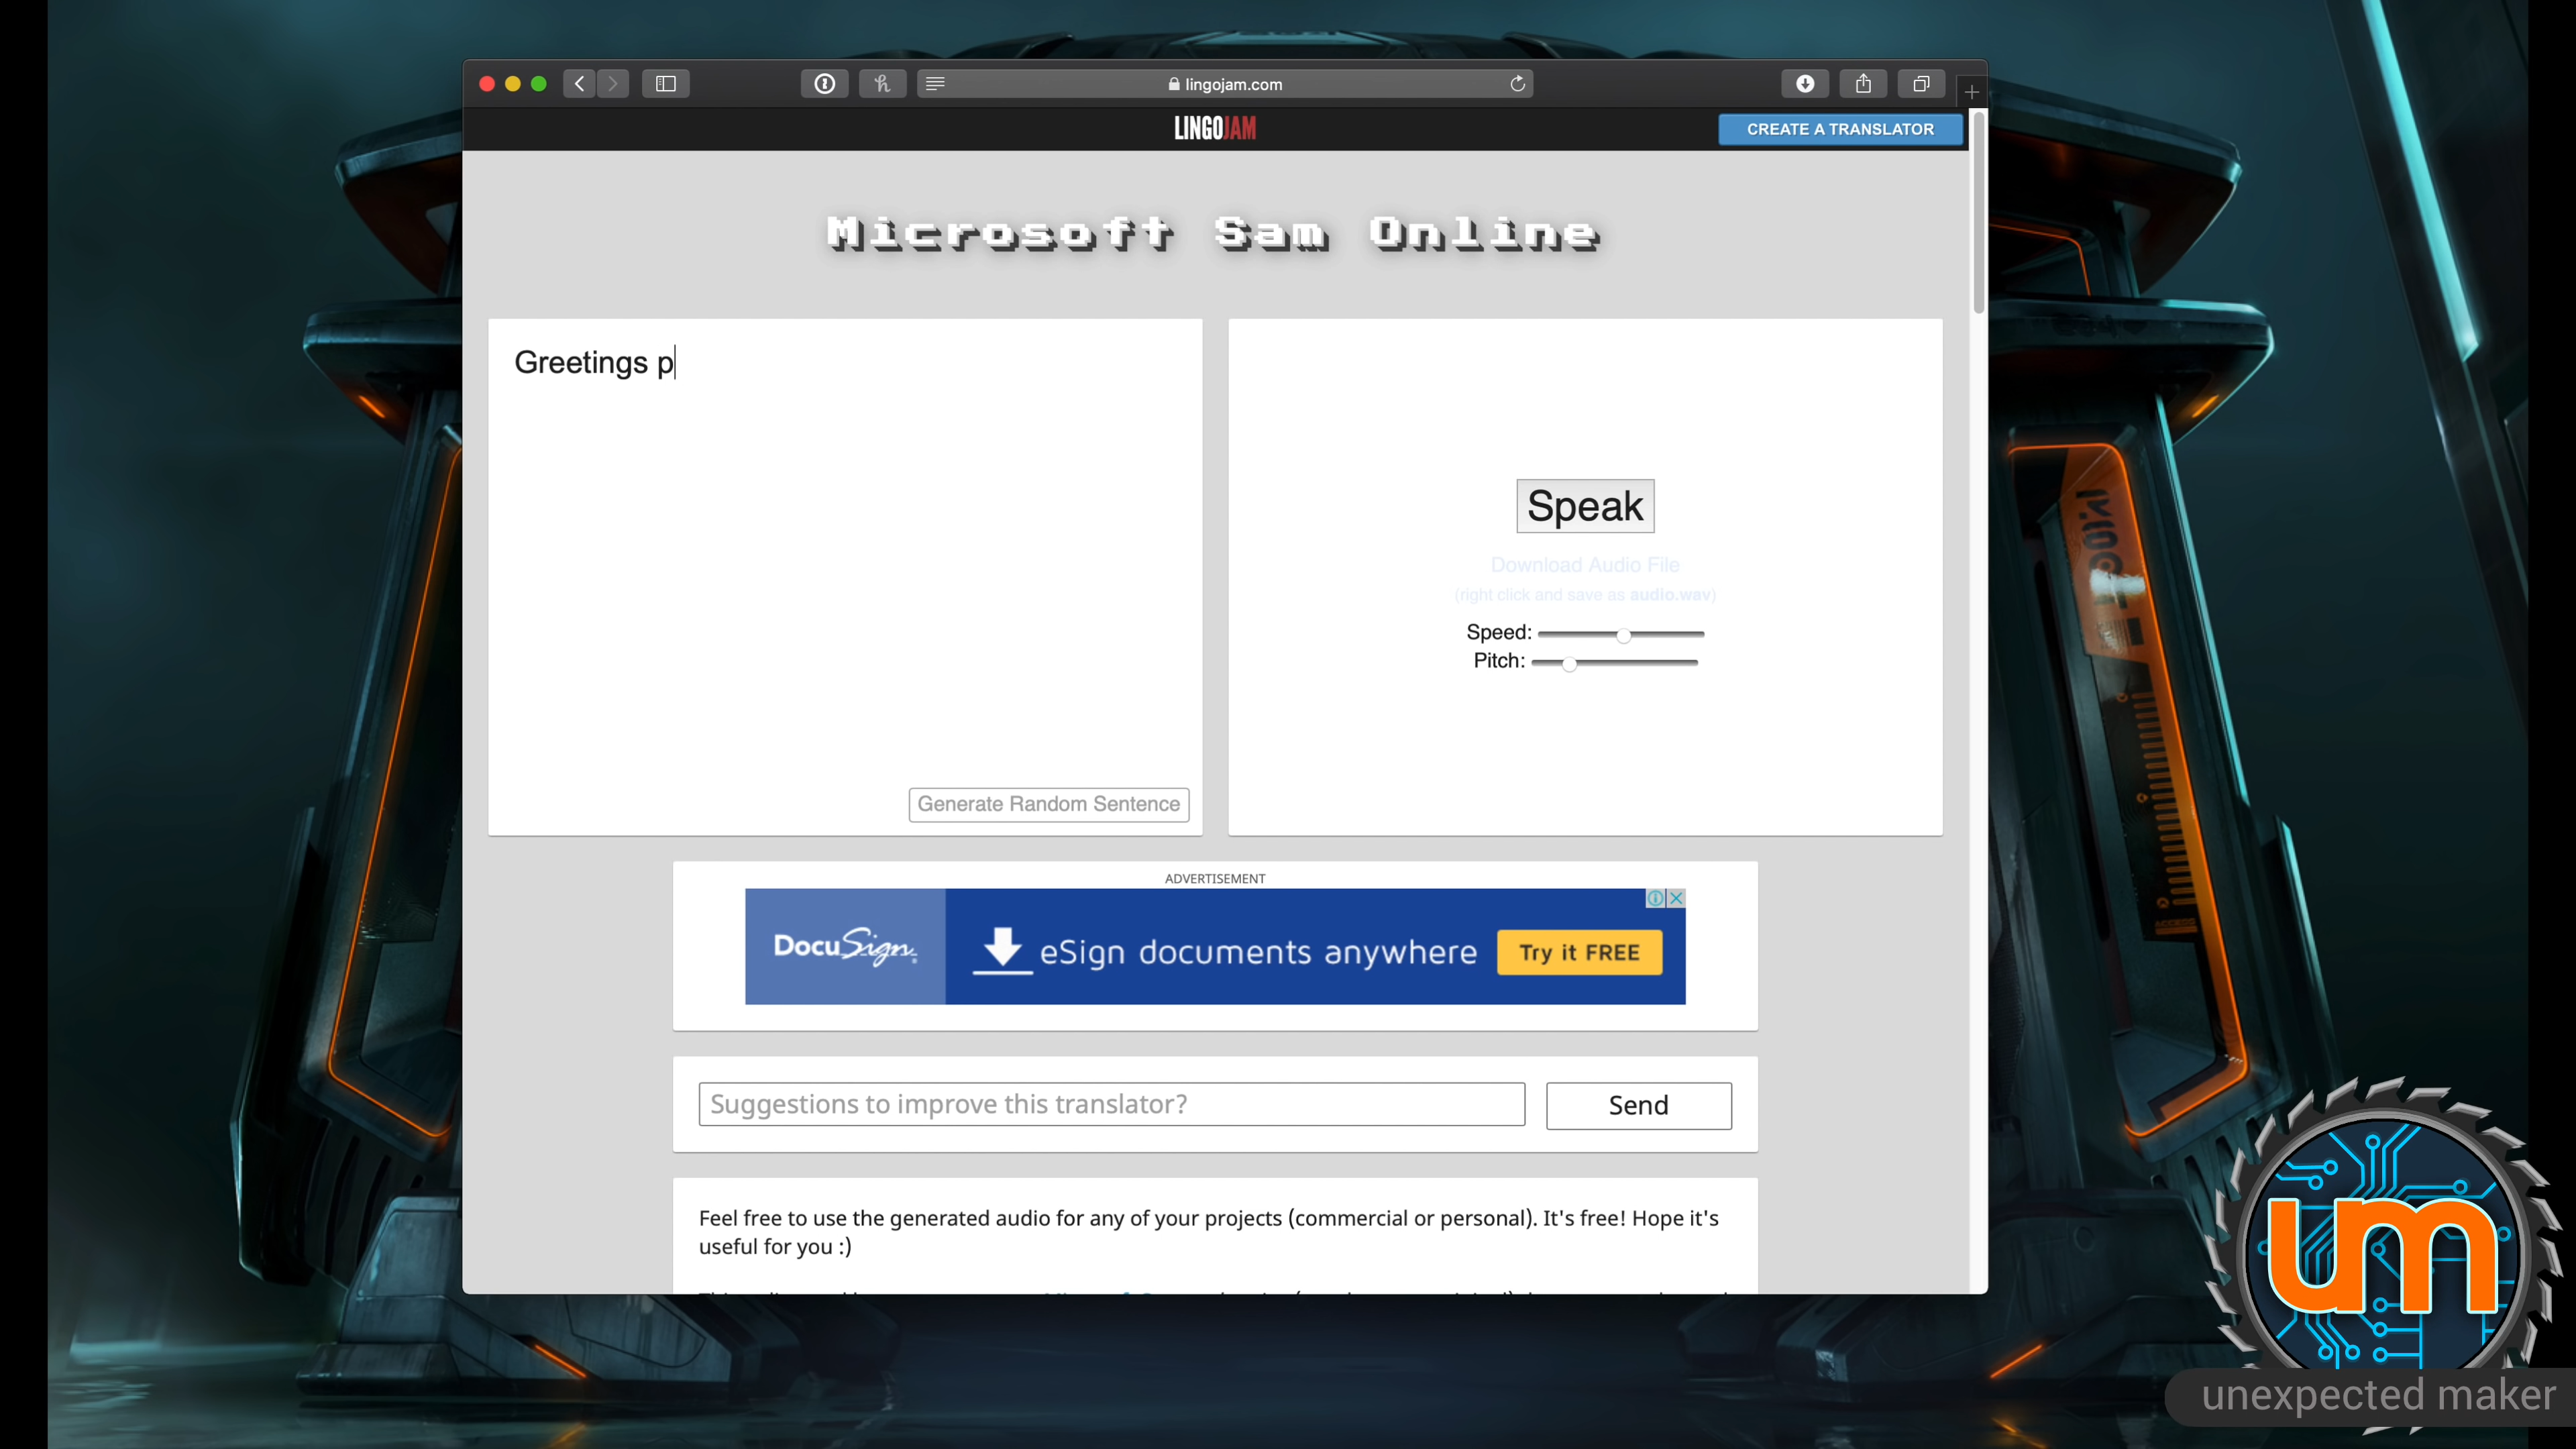 lingojam.com
LINGOJAM
CREATE A TRANSLATOR
Microsoft Sam Online
Greetings p
Speak
Download Audio File
(right click and save as audio.wav)
Speed:
Pitch:
Generate Random Sentence
ADVERTISEMENT
DocuSign
eSign documents anywhere
Try it FREE
Suggestions to improve this translator?
Send
Feel free to use the generated audio for any of your projects (commercial or personal). It's free! Hope it's
useful for you :)
um
unexpected maker